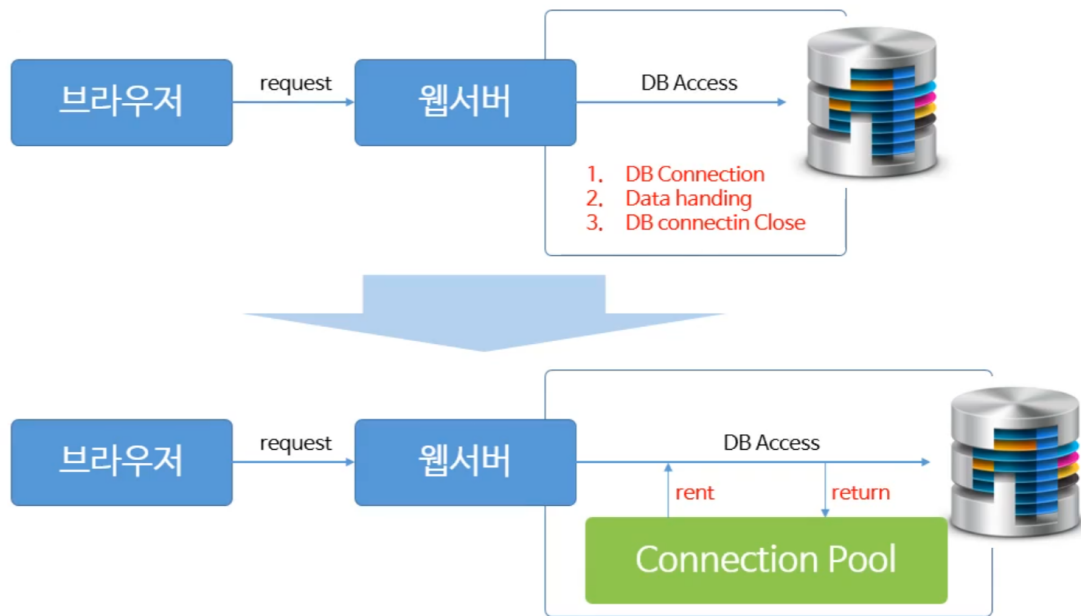 브라우저
request
웹서버
DB Access
1. DB Connection
2. Data handing
3. DB connectin Close
브라우저
request
웹서버
DB Access
rent
return
Connection Pool